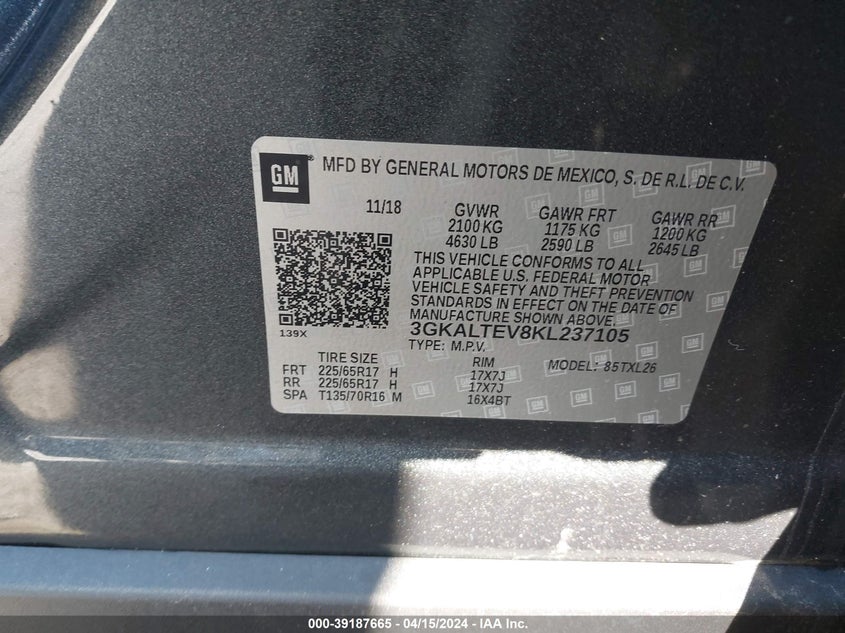 GM
MFD BY GENERAL MOTORS DE MEXICO, S. DE R.L. DE C.V.
11/18 GVWR GAWR FRT GAWR RR
2100 KG 1175 KG 1200 KG
4630 LB 2590 LB 2645 LB
THIS VEHICLE CONFORMS TO ALL
APPLICABLE U.S. FEDERAL MOTOR
VEHICLE SAFETY AND THEFT PREVENTION
STANDARDS IN EFFECT ON THE DATE OF
MANUFACTURE SHOWN ABOVE.
139X
3GKALTEV8KL237105
TYPE: M.P.V. MODEL: 85TXL26
TIRE SIZE RIM
FRT 225/65R17 H 17X7J
RR 225/65R17 H 17X7J
SPA T135/70R16 M 16X4BT
000-39187665 - 04/15/2024 - IAA Inc.